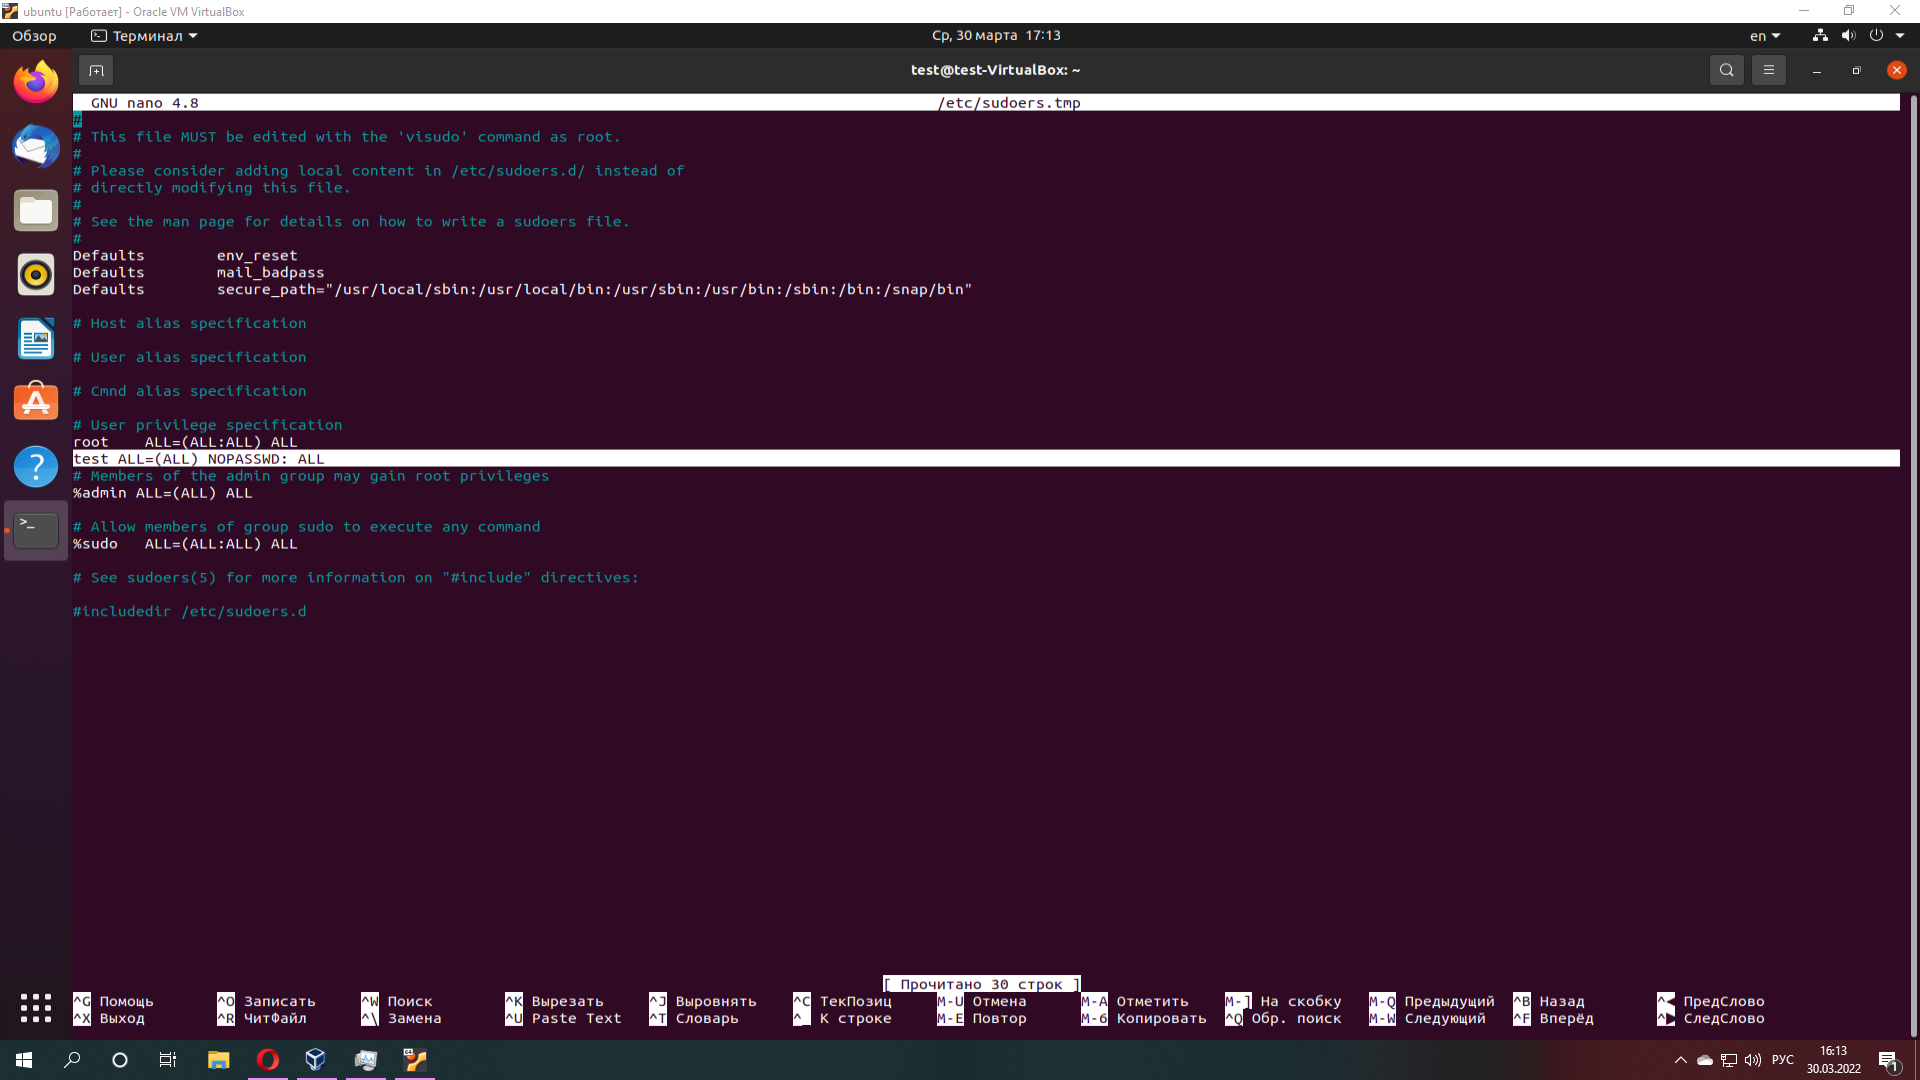 ubuntu [Работает] - Oracle VM VirtualBox
Обзор Терминал Ср, 30 марта 17:13 en
test@test-VirtualBox: ~
GNU nano 4.8 /etc/sudoers.tmp
#
# This file MUST be edited with the 'visudo' command as root.
#
# Please consider adding local content in /etc/sudoers.d/ instead of
# directly modifying this file.
#
# See the man page for details on how to write a sudoers file.
#
Defaults        env_reset
Defaults        mail_badpass
Defaults        secure_path="/usr/local/sbin:/usr/local/bin:/usr/sbin:/usr/bin:/sbin:/bin:/snap/bin"
# Host alias specification
# User alias specification
# Cmnd alias specification
# User privilege specification
root    ALL=(ALL:ALL) ALL
test ALL=(ALL) NOPASSWD: ALL
# Members of the admin group may gain root privileges
%admin ALL=(ALL) ALL
# Allow members of group sudo to execute any command
%sudo   ALL=(ALL:ALL) ALL
# See sudoers(5) for more information on "#include" directives:
#includedir /etc/sudoers.d
[ Прочитано 30 строк ]
^G Помощь ^O Записать ^W Поиск ^K Вырезать ^J Выровнять ^C ТекПозиц M-U Отмена M-A Отметить M-] На скобку M-Q Предыдущий ^B Назад ^◀ ПредСлово
^X Выход ^R ЧитФайл ^\ Замена ^U Paste Text ^T Словарь ^_ К строке M-E Повтор M-6 Копировать ^Q Обр. поиск M-W Следующий ^F Вперёд ^▶ СледСлово
РУС 16:13
30.03.2022
1